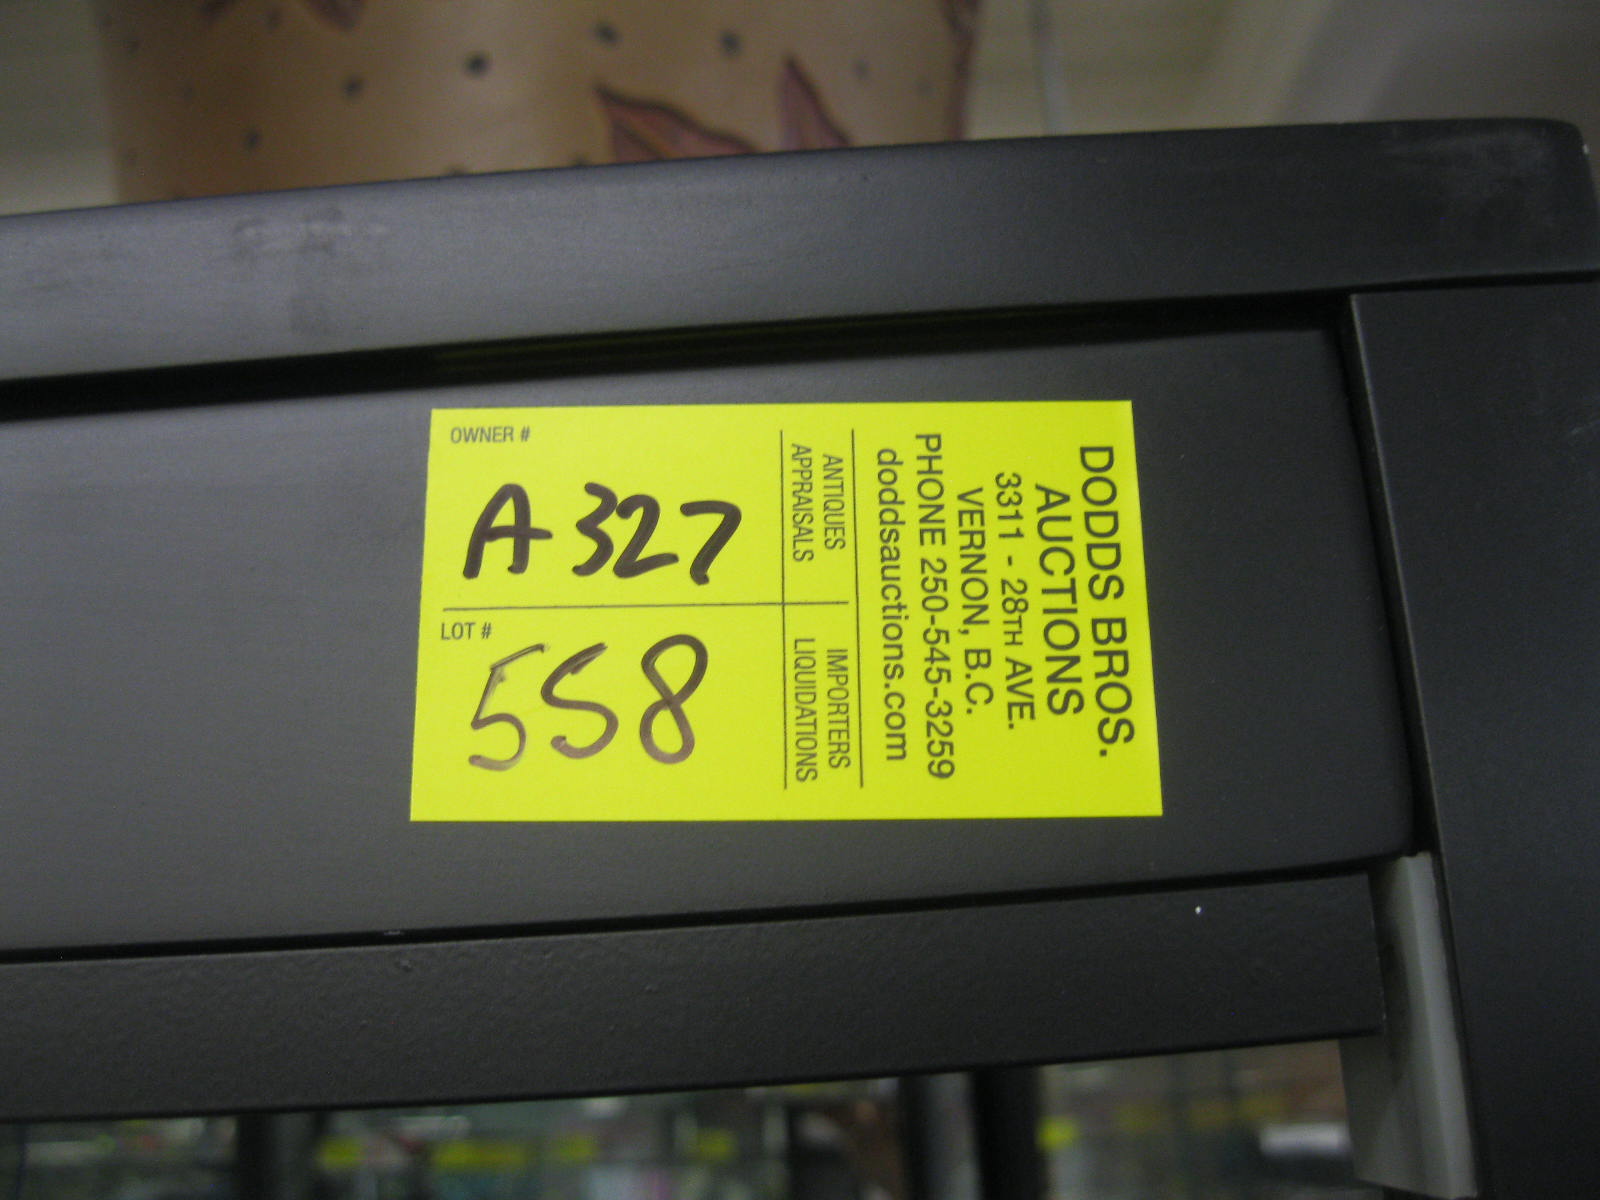 DODDS BROS.
AUCTIONS
3311 - 28TH AVE.
VERNON, B.C.
PHONE 250-545-3259
doddsauctions.com
ANTIQUES IMPORTERS
APPRAISALS LIQUIDATIONS
OWNER #
A327
LOT #
558